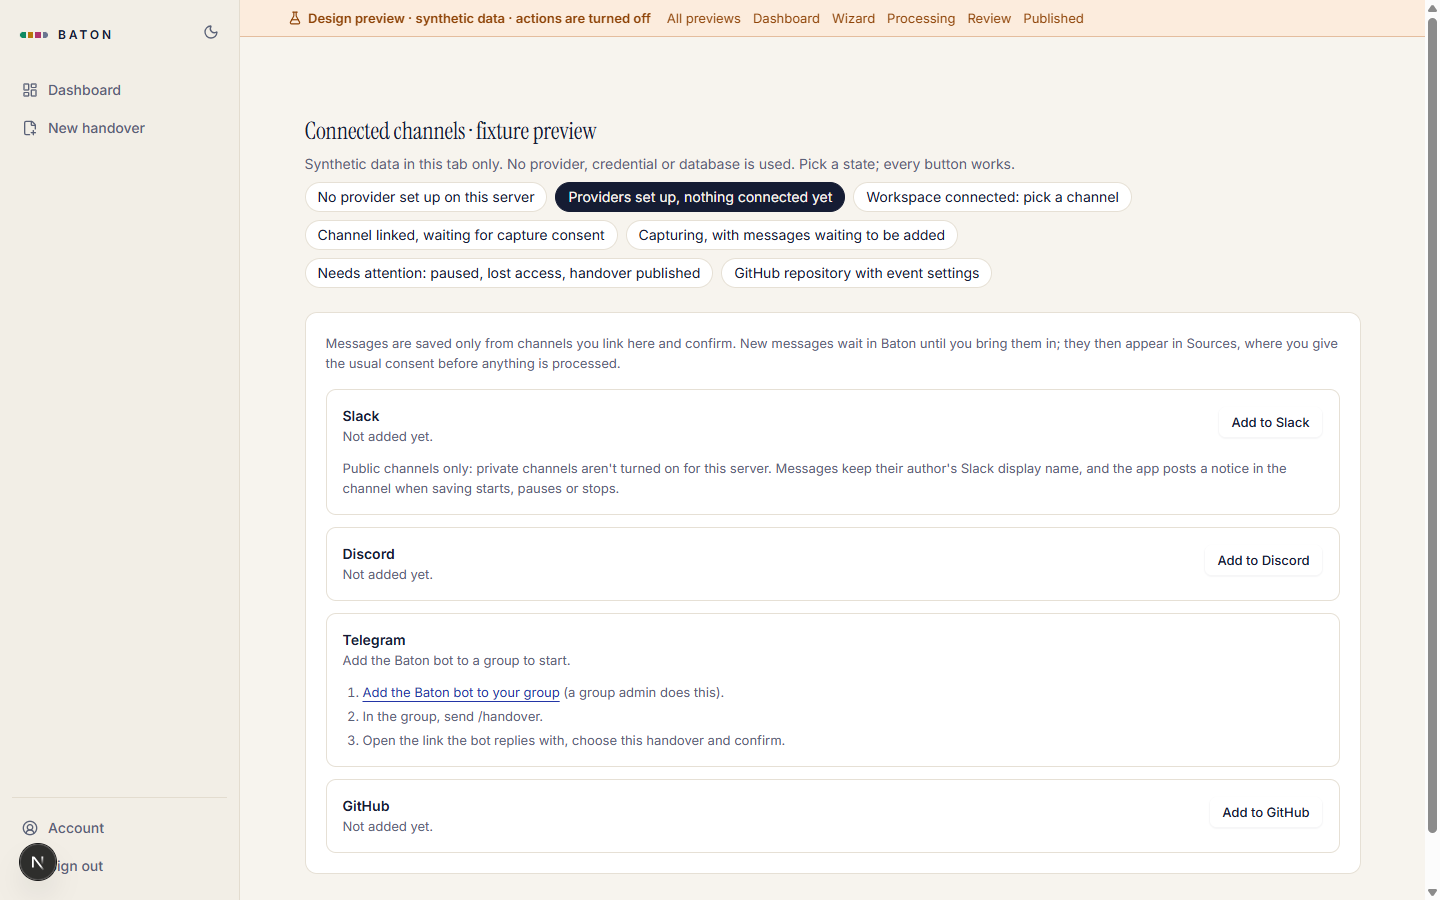 BATON
Dashboard
New handover
Account
ign out
N
Design preview · synthetic data · actions are turned off All previews Dashboard Wizard Processing Review Published
Connected channels · fixture preview
Synthetic data in this tab only. No provider, credential or database is used. Pick a state; every button works.
No provider set up on this server Providers set up, nothing connected yet Workspace connected: pick a channel
Channel linked, waiting for capture consent Capturing, with messages waiting to be added
Needs attention: paused, lost access, handover published GitHub repository with event settings
Messages are saved only from channels you link here and confirm. New messages wait in Baton until you bring them in; they then appear in Sources, where you give
the usual consent before anything is processed.
Slack
Not added yet.
Add to Slack
Public channels only: private channels aren't turned on for this server. Messages keep their author's Slack display name, and the app posts a notice in the
channel when saving starts, pauses or stops.
Discord
Not added yet.
Add to Discord
Telegram
Add the Baton bot to a group to start.
1. Add the Baton bot to your group (a group admin does this).
2. In the group, send /handover.
3. Open the link the bot replies with, choose this handover and confirm.
GitHub
Not added yet.
Add to GitHub